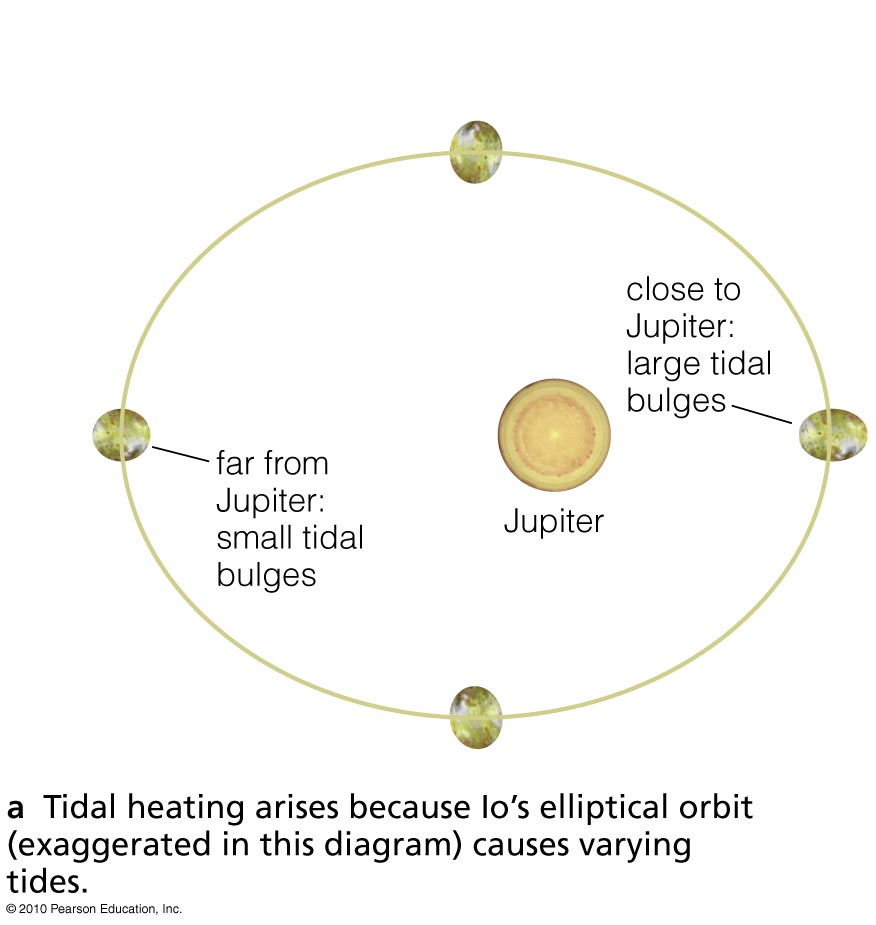 close to
Jupiter:
large tidal
bulges
far from
Jupiter:
small tidal
bulges
Jupiter
a Tidal heating arises because Io’s elliptical orbit
(exaggerated in this diagram) causes varying
tides.
© 2010 Pearson Education, Inc.